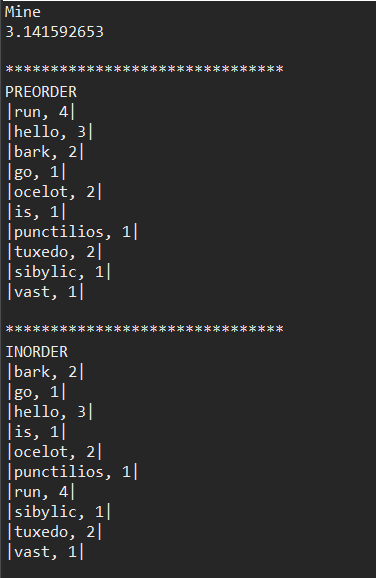 Mine
3.141592653
*******************************
PREORDER
|run, 4|
|hello, 3|
|bark, 2|
|go, 1|
|ocelot, 2|
|is, 1|
|punctilios, 1|
|tuxedo, 2|
|sibylic, 1|
|vast, 1|
*******************************
INORDER
|bark, 2|
|go, 1|
|hello, 3|
|is, 1|
|ocelot, 2|
|punctilios, 1|
|run, 4|
|sibylic, 1|
|tuxedo, 2|
|vast, 1|